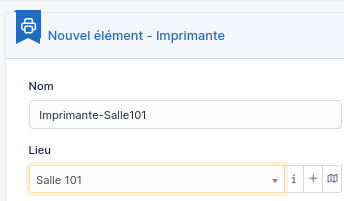 Nouvel élément - Imprimante
Nom
Imprimante-Salle101
Lieu
Salle 101